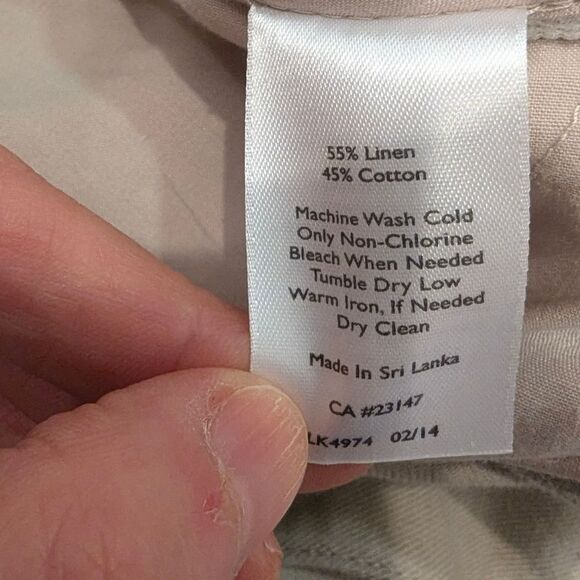 55% Linen
45% Cotton
Machine Wash Cold
Only Non-Chlorine
Bleach When Needed
Tumble Dry Low
Warm Iron, If Needed
Dry Clean
Made In Sri Lanka
CA #23147
LK4974 02/14